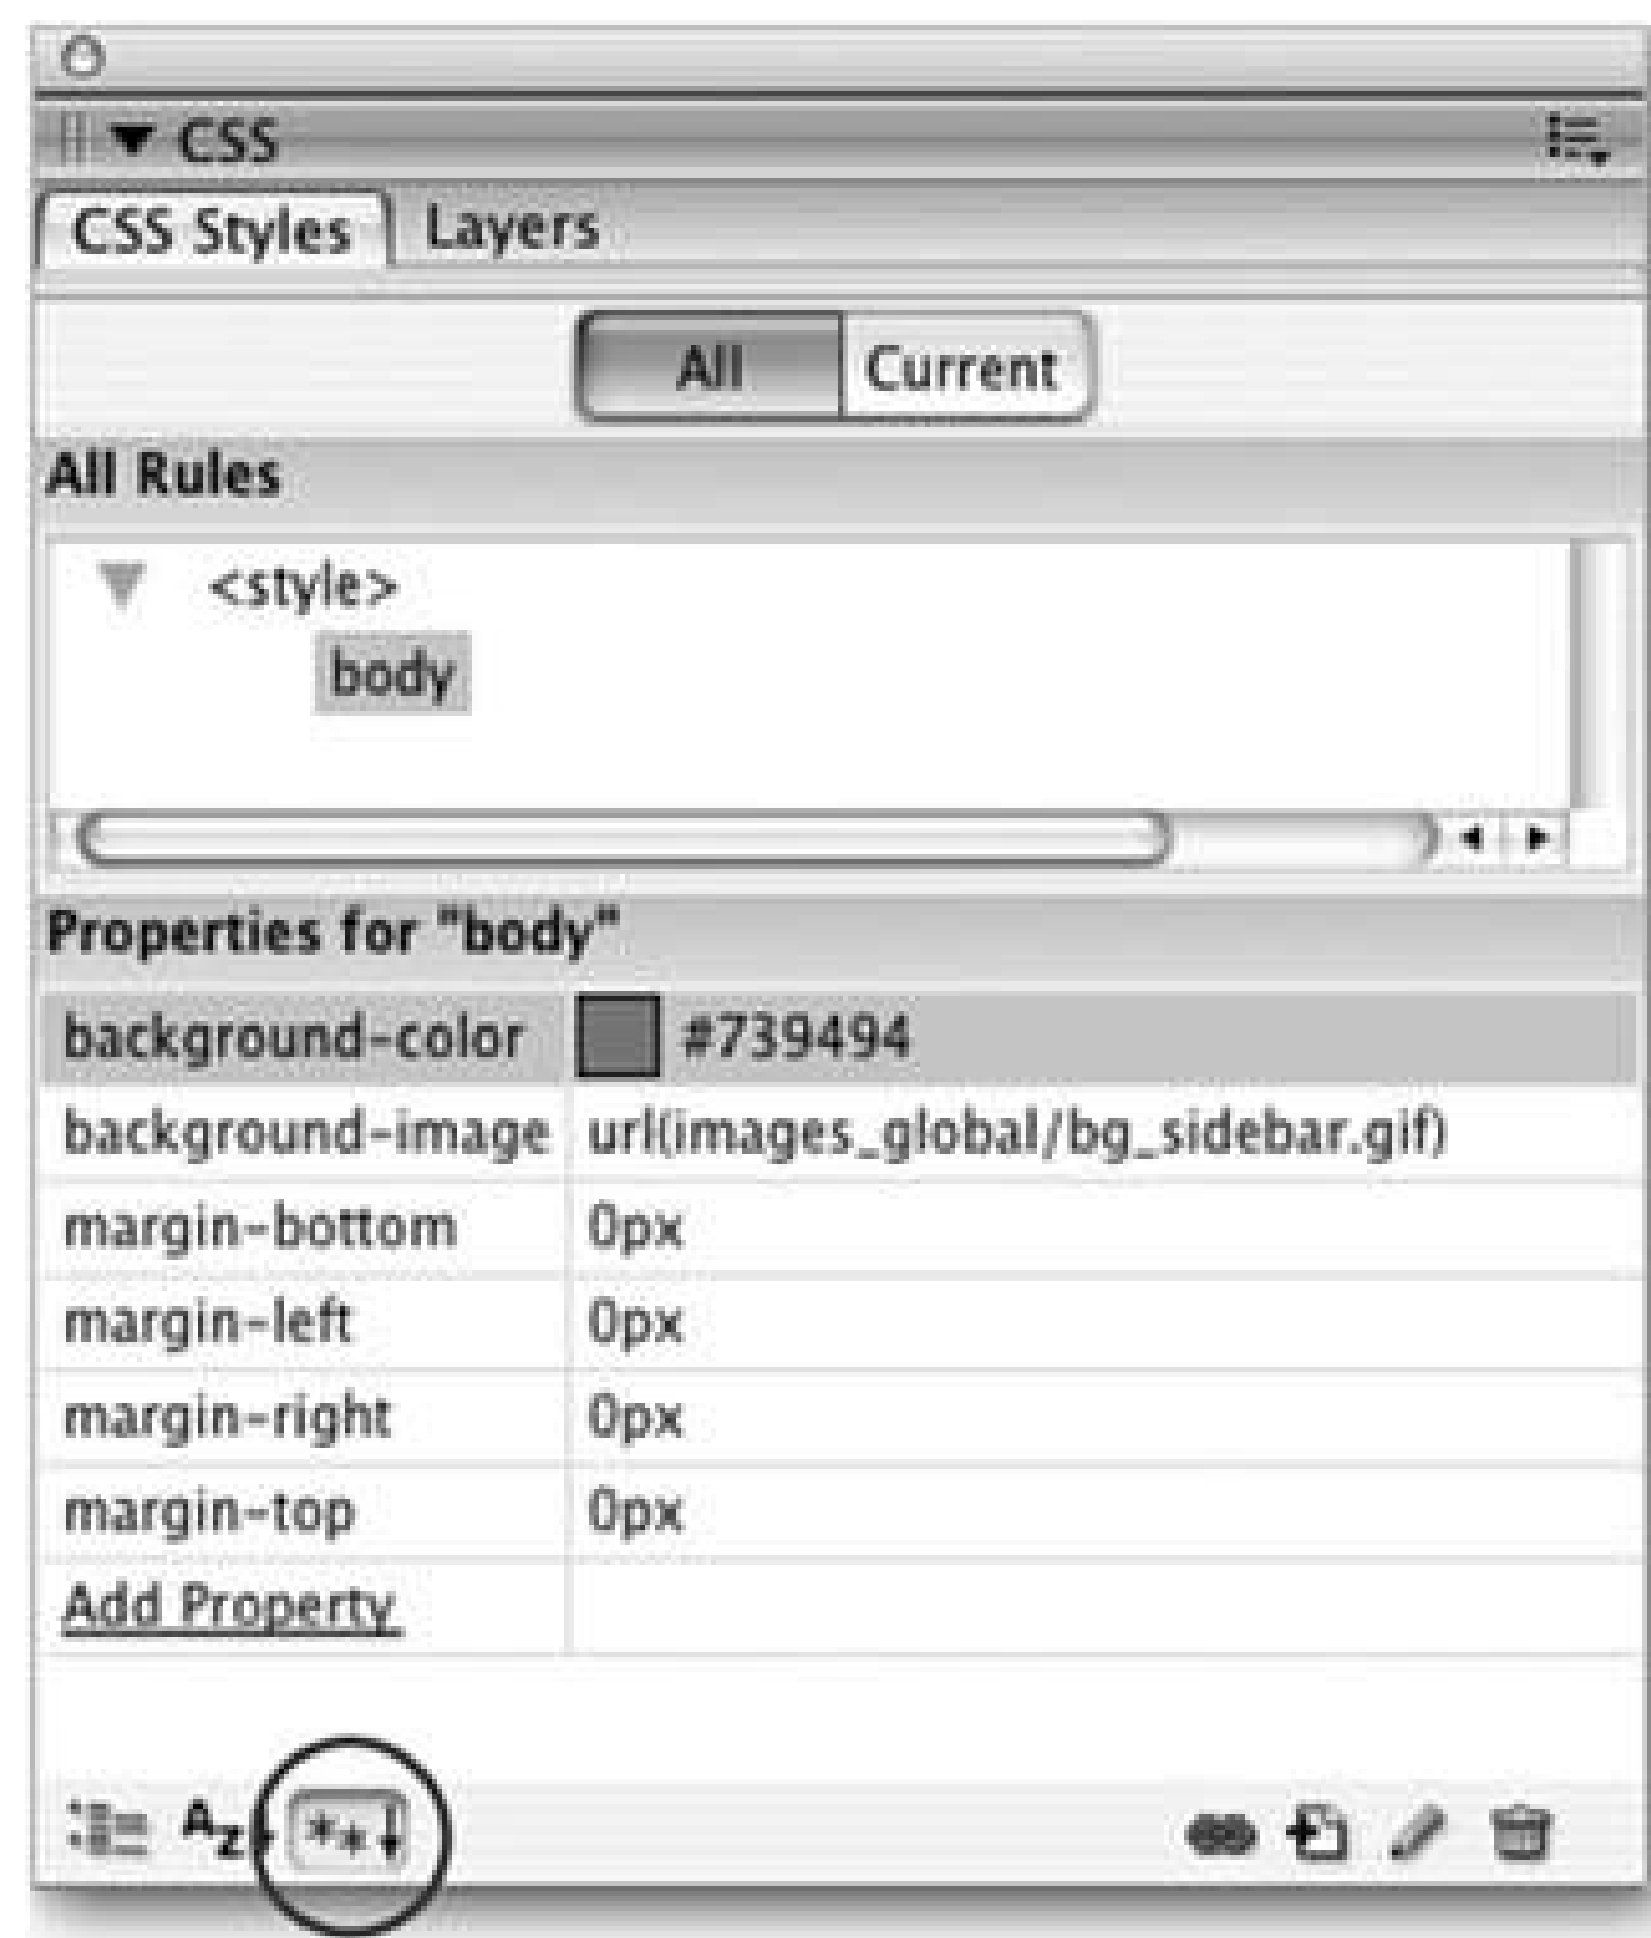 CSS
CSS Styles Layers
All Current
All Rules
<style>
body
Properties for "body"
background-color #739494
background-image url(images_global/bg_sidebar.gif)
margin-bottom 0px
margin-left 0px
margin-right 0px
margin-top 0px
Add Property
Az **